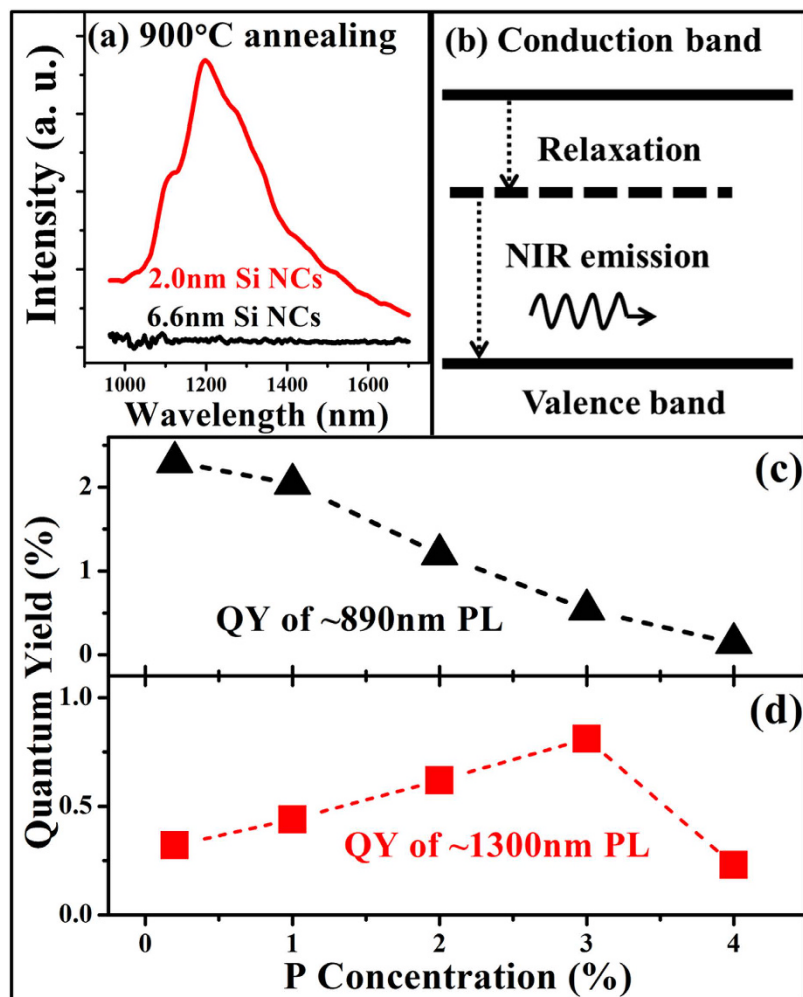 (a) 900°C annealing
Intensity (a. u.)
2.0nm Si NCs
6.6nm Si NCs
1000 1200 1400 1600
Wavelength (nm)
(b) Conduction band
Relaxation
NIR emission
Valence band
(c)
2
1
0
QY of ~890nm PL
Quantum Yield (%)
(d)
1.0
0.5
0.0
QY of ~1300nm PL
0 1 2 3 4
P Concentration (%)